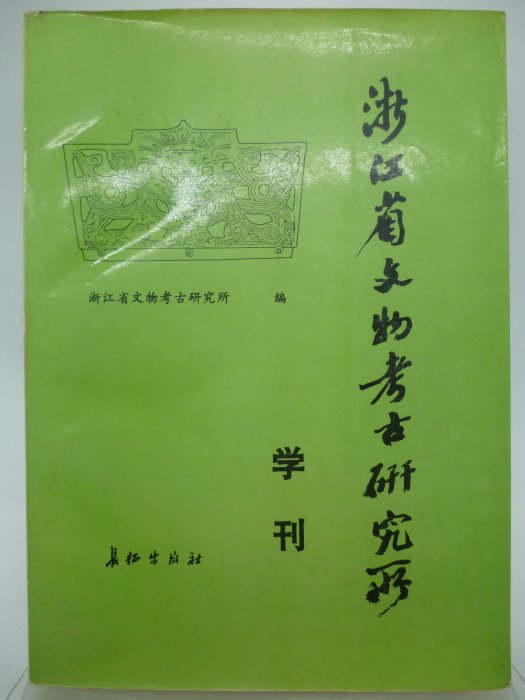 浙江省文物考古研究所
学刊
浙江省文物考古研究所 编
长征出版社